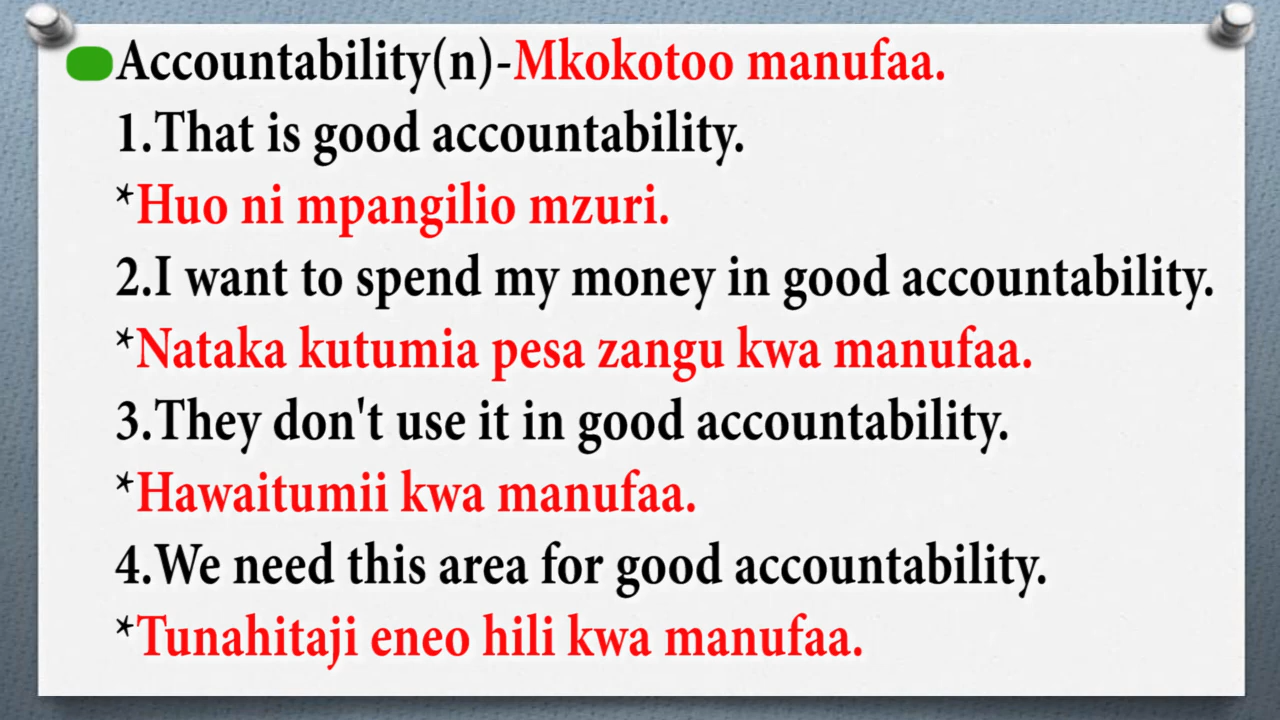 Accountability(n)-Mkokotoo manufaa.
1.That is good accountability.
*Huo ni mpangilio mzuri.
2.I want to spend my money in good accountability.
*Nataka kutumia pesa zangu kwa manufaa.
3.They don't use it in good accountability.
*Hawaitumii kwa manufaa.
4.We need this area for good accountability.
*Tunahitaji eneo hili kwa manufaa.